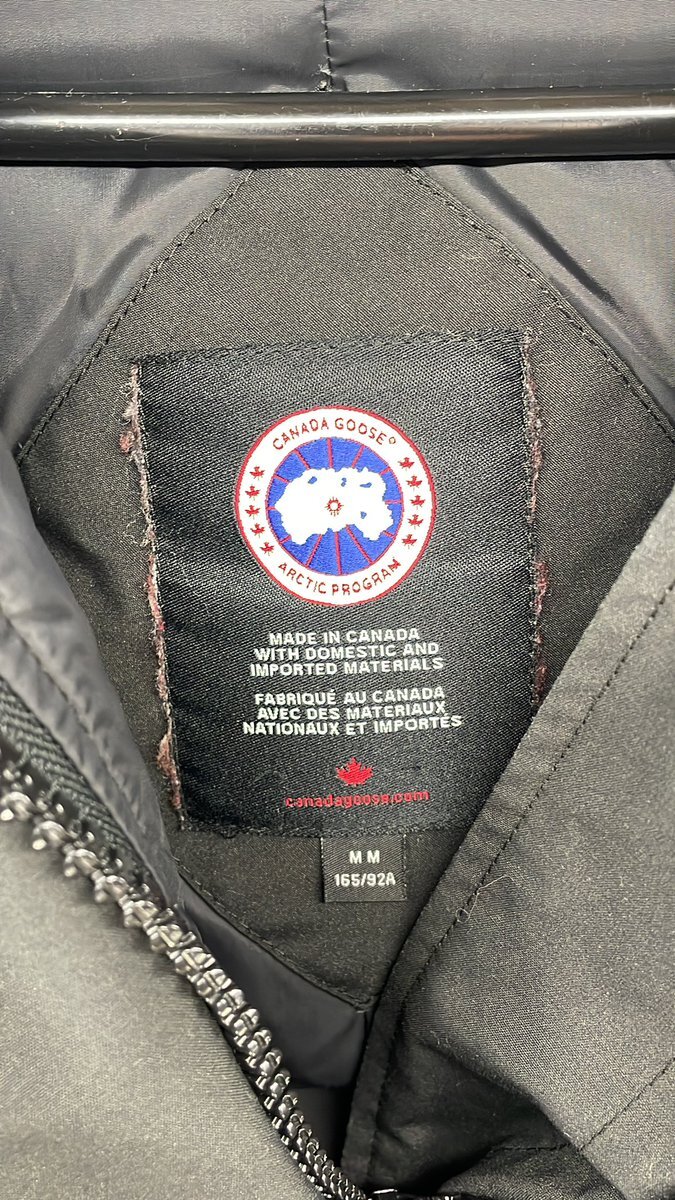 CANADA GOOSE®
ARCTIC PROGRAM
MADE IN CANADA
WITH DOMESTIC AND
IMPORTED MATERIALS
FABRIQUÉ AU CANADA
AVEC DES MATERIAUX
NATIONAUX ET IMPORTÉS
canadagoose.com
M M
165/92A